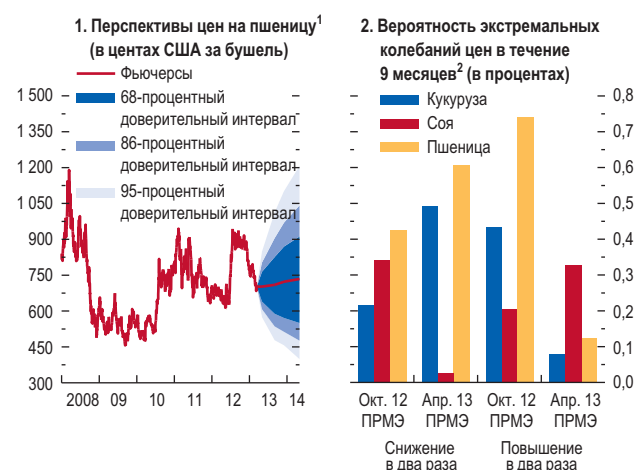 1. Перспективы цен на пшеницу1
(в центах США за бушель)
Фьючерсы
68-процентный
доверительный интервал
86-процентный
доверительный интервал
95-процентный
доверительный интервал
1 500
1 350
1 200
1 050
900
750
600
450
300
2008 09 10 11 12 13 14
2. Вероятность экстремальных
колебаний цен в течение
9 месяцев2 (в процентах)
Кукуруза
Соя
Пшеница
0,8
0,7
0,6
0,5
0,4
0,3
0,2
0,1
0,0
Окт. 12 Апр. 13 Окт. 12 Апр. 13
ПРМЭ ПРМЭ ПРМЭ ПРМЭ
Снижение Повышение
в два раза в два раза